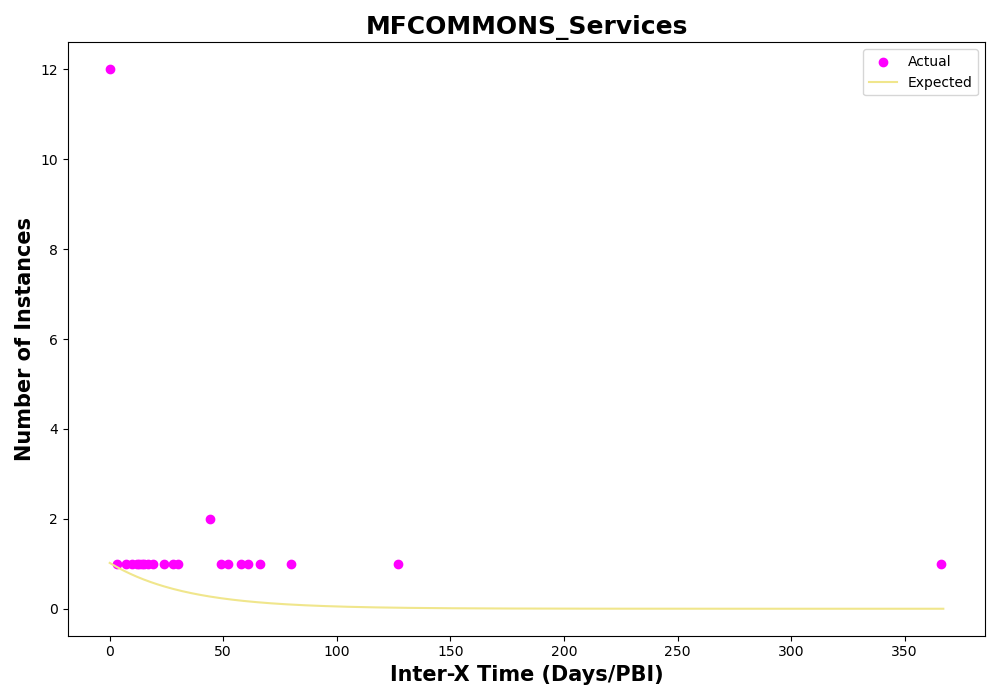 MFCOMMONS_Services
Actual
Expected
Number of Instances
12
10
8
6
4
2
0
0 50 100 150 200 250 300 350
Inter-X Time (Days/PBI)